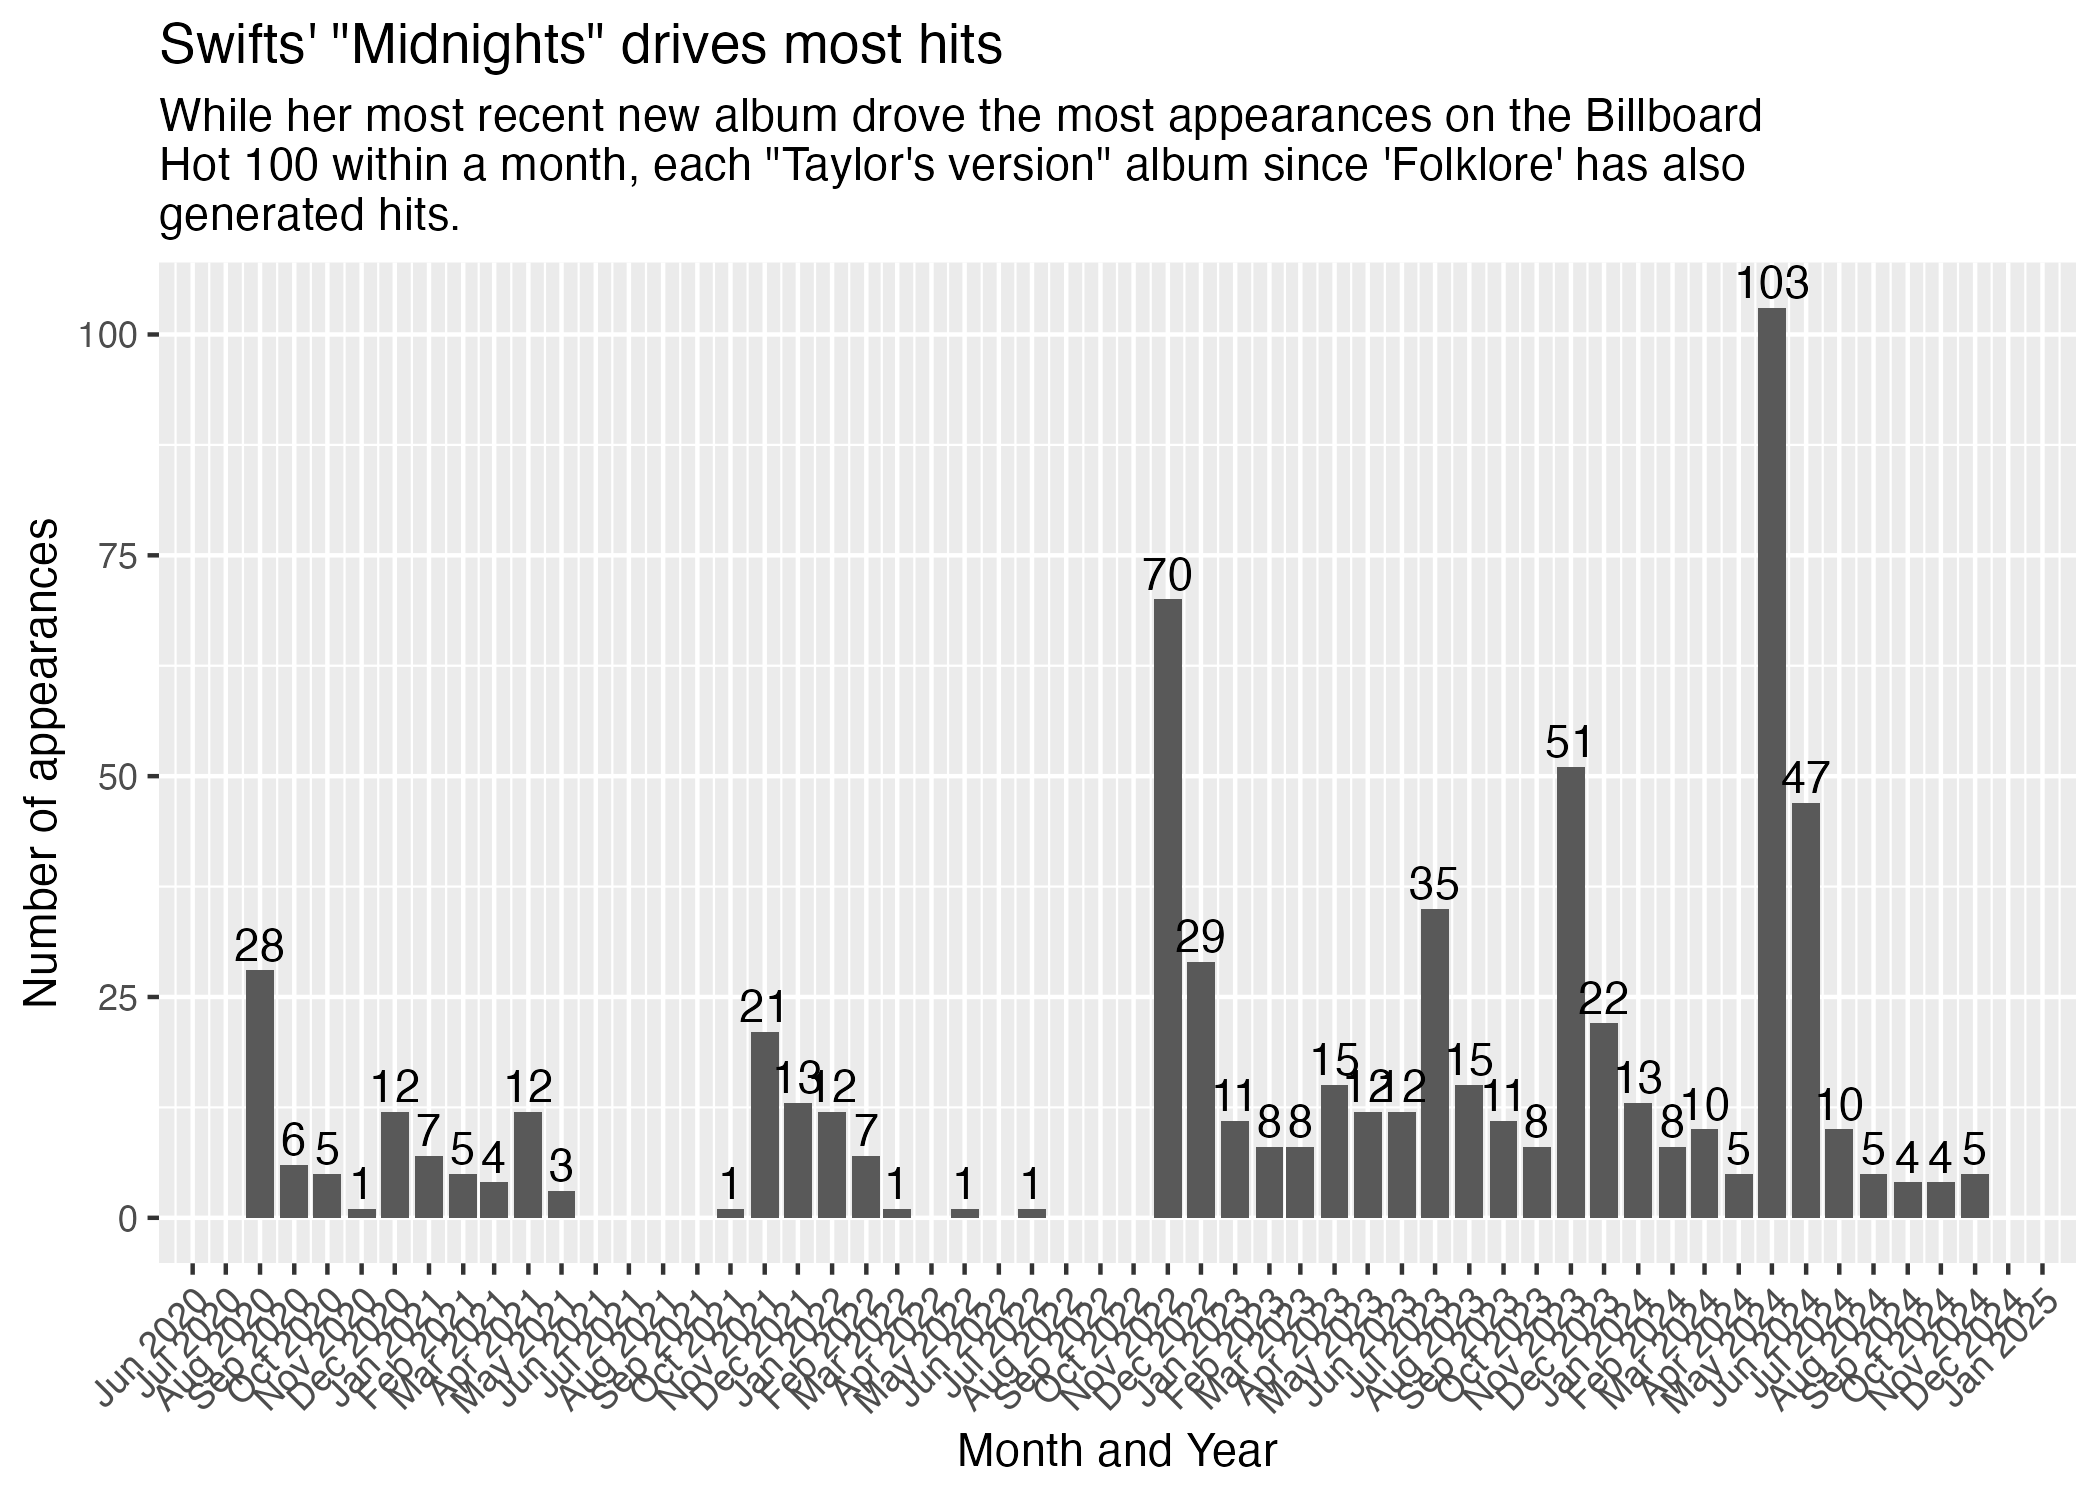 Swifts' "Midnights" drives most hits
While her most recent new album drove the most appearances on the Billboard
Hot 100 within a month, each "Taylor's version" album since 'Folklore' has also
generated hits.
Number of appearances
100
75
50
25
0
28
6
5
1
12
7
5
4
12
3
1
21
13
12
7
1
1
1
70
29
11
8
8
15
12
12
35
15
11
8
51
22
13
8
10
5
103
47
10
5
4
4
5
Jun 2020
Jul 2020
Aug 2020
Sep 2020
Oct 2020
Nov 2020
Dec 2020
Jan 2021
Feb 2021
Mar 2021
Apr 2021
May 2021
Jun 2021
Jul 2021
Aug 2021
Sep 2021
Oct 2021
Nov 2021
Dec 2021
Jan 2022
Feb 2022
Mar 2022
Apr 2022
May 2022
Jun 2022
Jul 2022
Aug 2022
Sep 2022
Oct 2022
Nov 2022
Dec 2022
Jan 2023
Feb 2023
Mar 2023
Apr 2023
May 2023
Jun 2023
Jul 2023
Aug 2023
Sep 2023
Oct 2023
Nov 2023
Dec 2023
Jan 2024
Feb 2024
Mar 2024
Apr 2024
May 2024
Jun 2024
Jul 2024
Aug 2024
Sep 2024
Oct 2024
Nov 2024
Dec 2024
Jan 2025
Month and Year